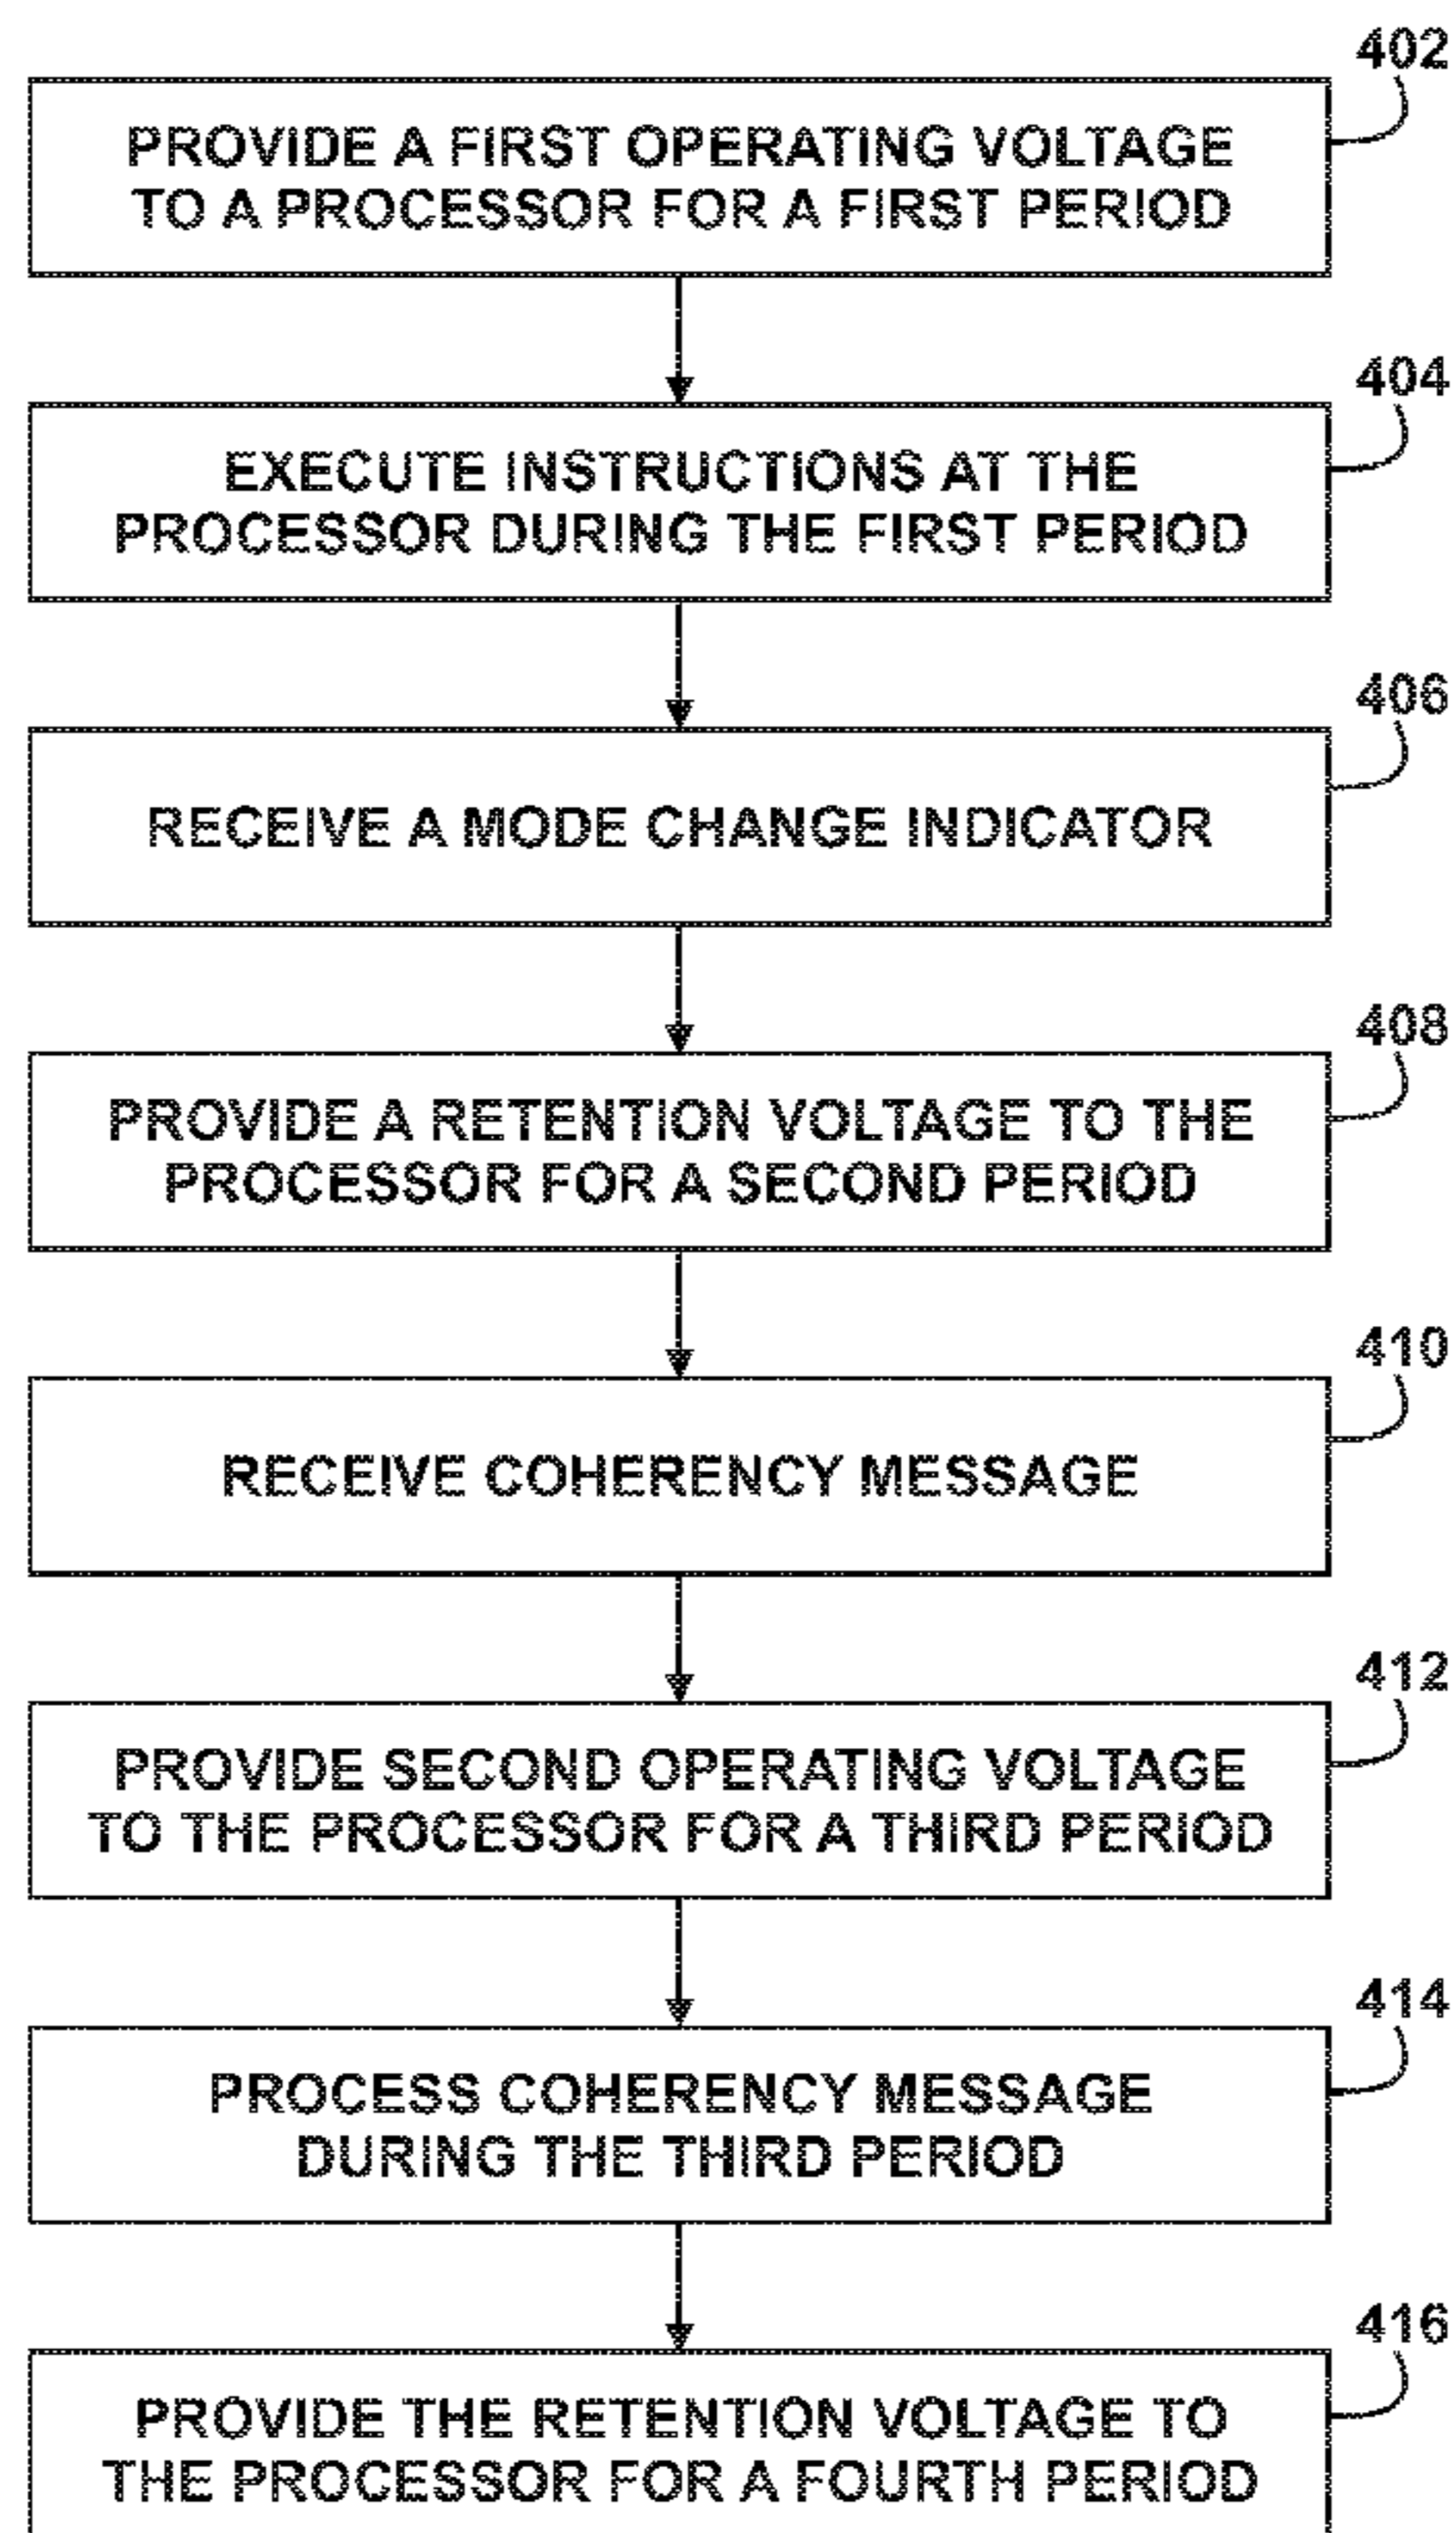 402
PROVIDE A FIRST OPERATING VOLTAGE
TO A PROCESSOR FOR A FIRST PERIOD
404
EXECUTE INSTRUCTIONS AT THE
PROCESSOR DURING THE FIRST PERIOD
406
RECEIVE A MODE CHANGE INDICATOR
408
PROVIDE A RETENTION VOLTAGE TO THE
PROCESSOR FOR A SECOND PERIOD
410
RECEIVE COHERENCY MESSAGE
412
PROVIDE SECOND OPERATING VOLTAGE
TO THE PROCESSOR FOR A THIRD PERIOD
414
PROCESS COHERENCY MESSAGE
DURING THE THIRD PERIOD
416
PROVIDE THE RETENTION VOLTAGE TO
THE PROCESSOR FOR A FOURTH PERIOD